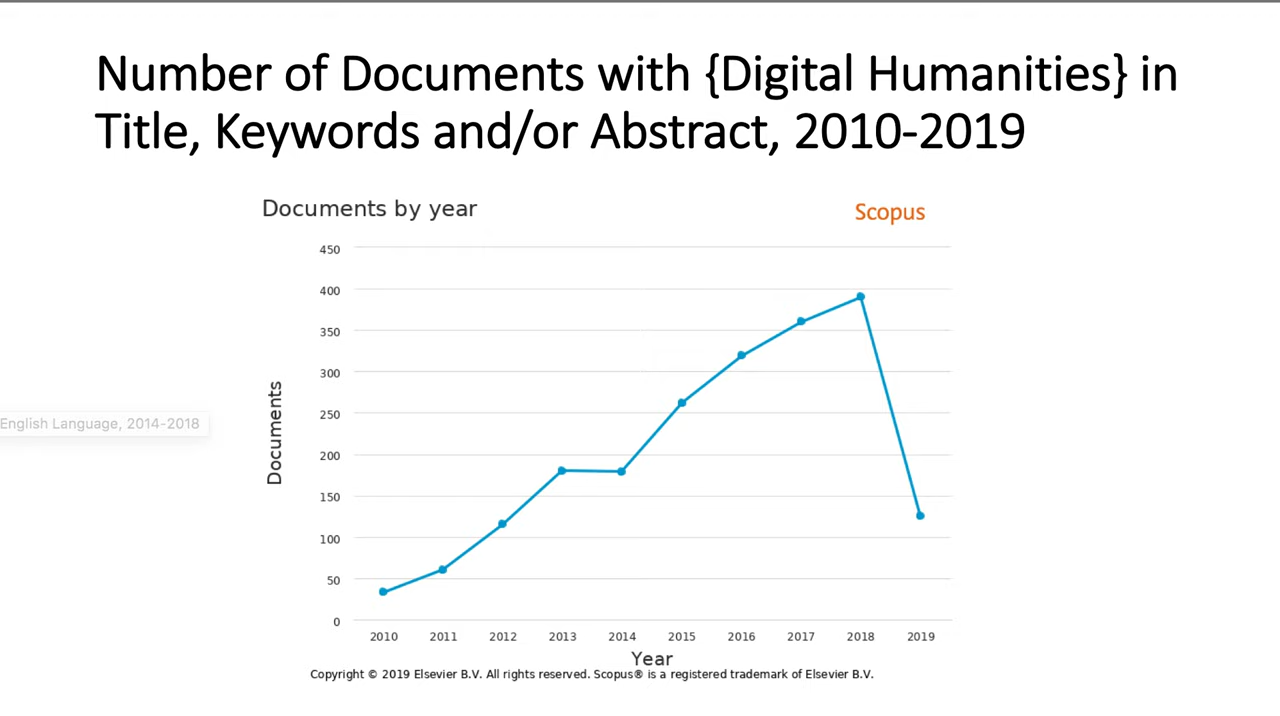 Number of Documents with {Digital Humanities} in
Title, Keywords and/or Abstract, 2010-2019
Documents by year
Scopus
450
400
350
300
250
200
150
100
50
0
Documents
English Language, 2014-2018
2010 2011 2012 2013 2014 2015 2016 2017 2018 2019
Year
Copyright © 2019 Elsevier B.V. All rights reserved. Scopus® is a registered trademark of Elsevier B.V.